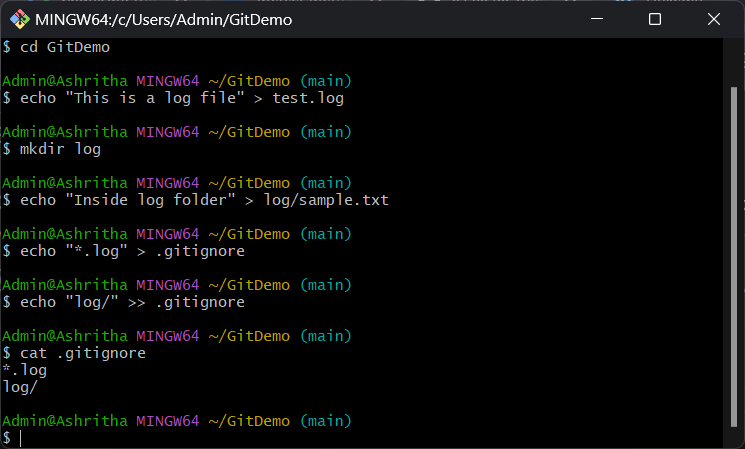 MINGW64:/c/Users/Admin/GitDemo
$ cd GitDemo
Admin@Ashritha MINGW64 ~/GitDemo (main)
$ echo "This is a log file" > test.log
Admin@Ashritha MINGW64 ~/GitDemo (main)
$ mkdir log
Admin@Ashritha MINGW64 ~/GitDemo (main)
$ echo "Inside log folder" > log/sample.txt
Admin@Ashritha MINGW64 ~/GitDemo (main)
$ echo "*.log" > .gitignore
Admin@Ashritha MINGW64 ~/GitDemo (main)
$ echo "log/" >> .gitignore
Admin@Ashritha MINGW64 ~/GitDemo (main)
$ cat .gitignore
*.log
log/
Admin@Ashritha MINGW64 ~/GitDemo (main)
$